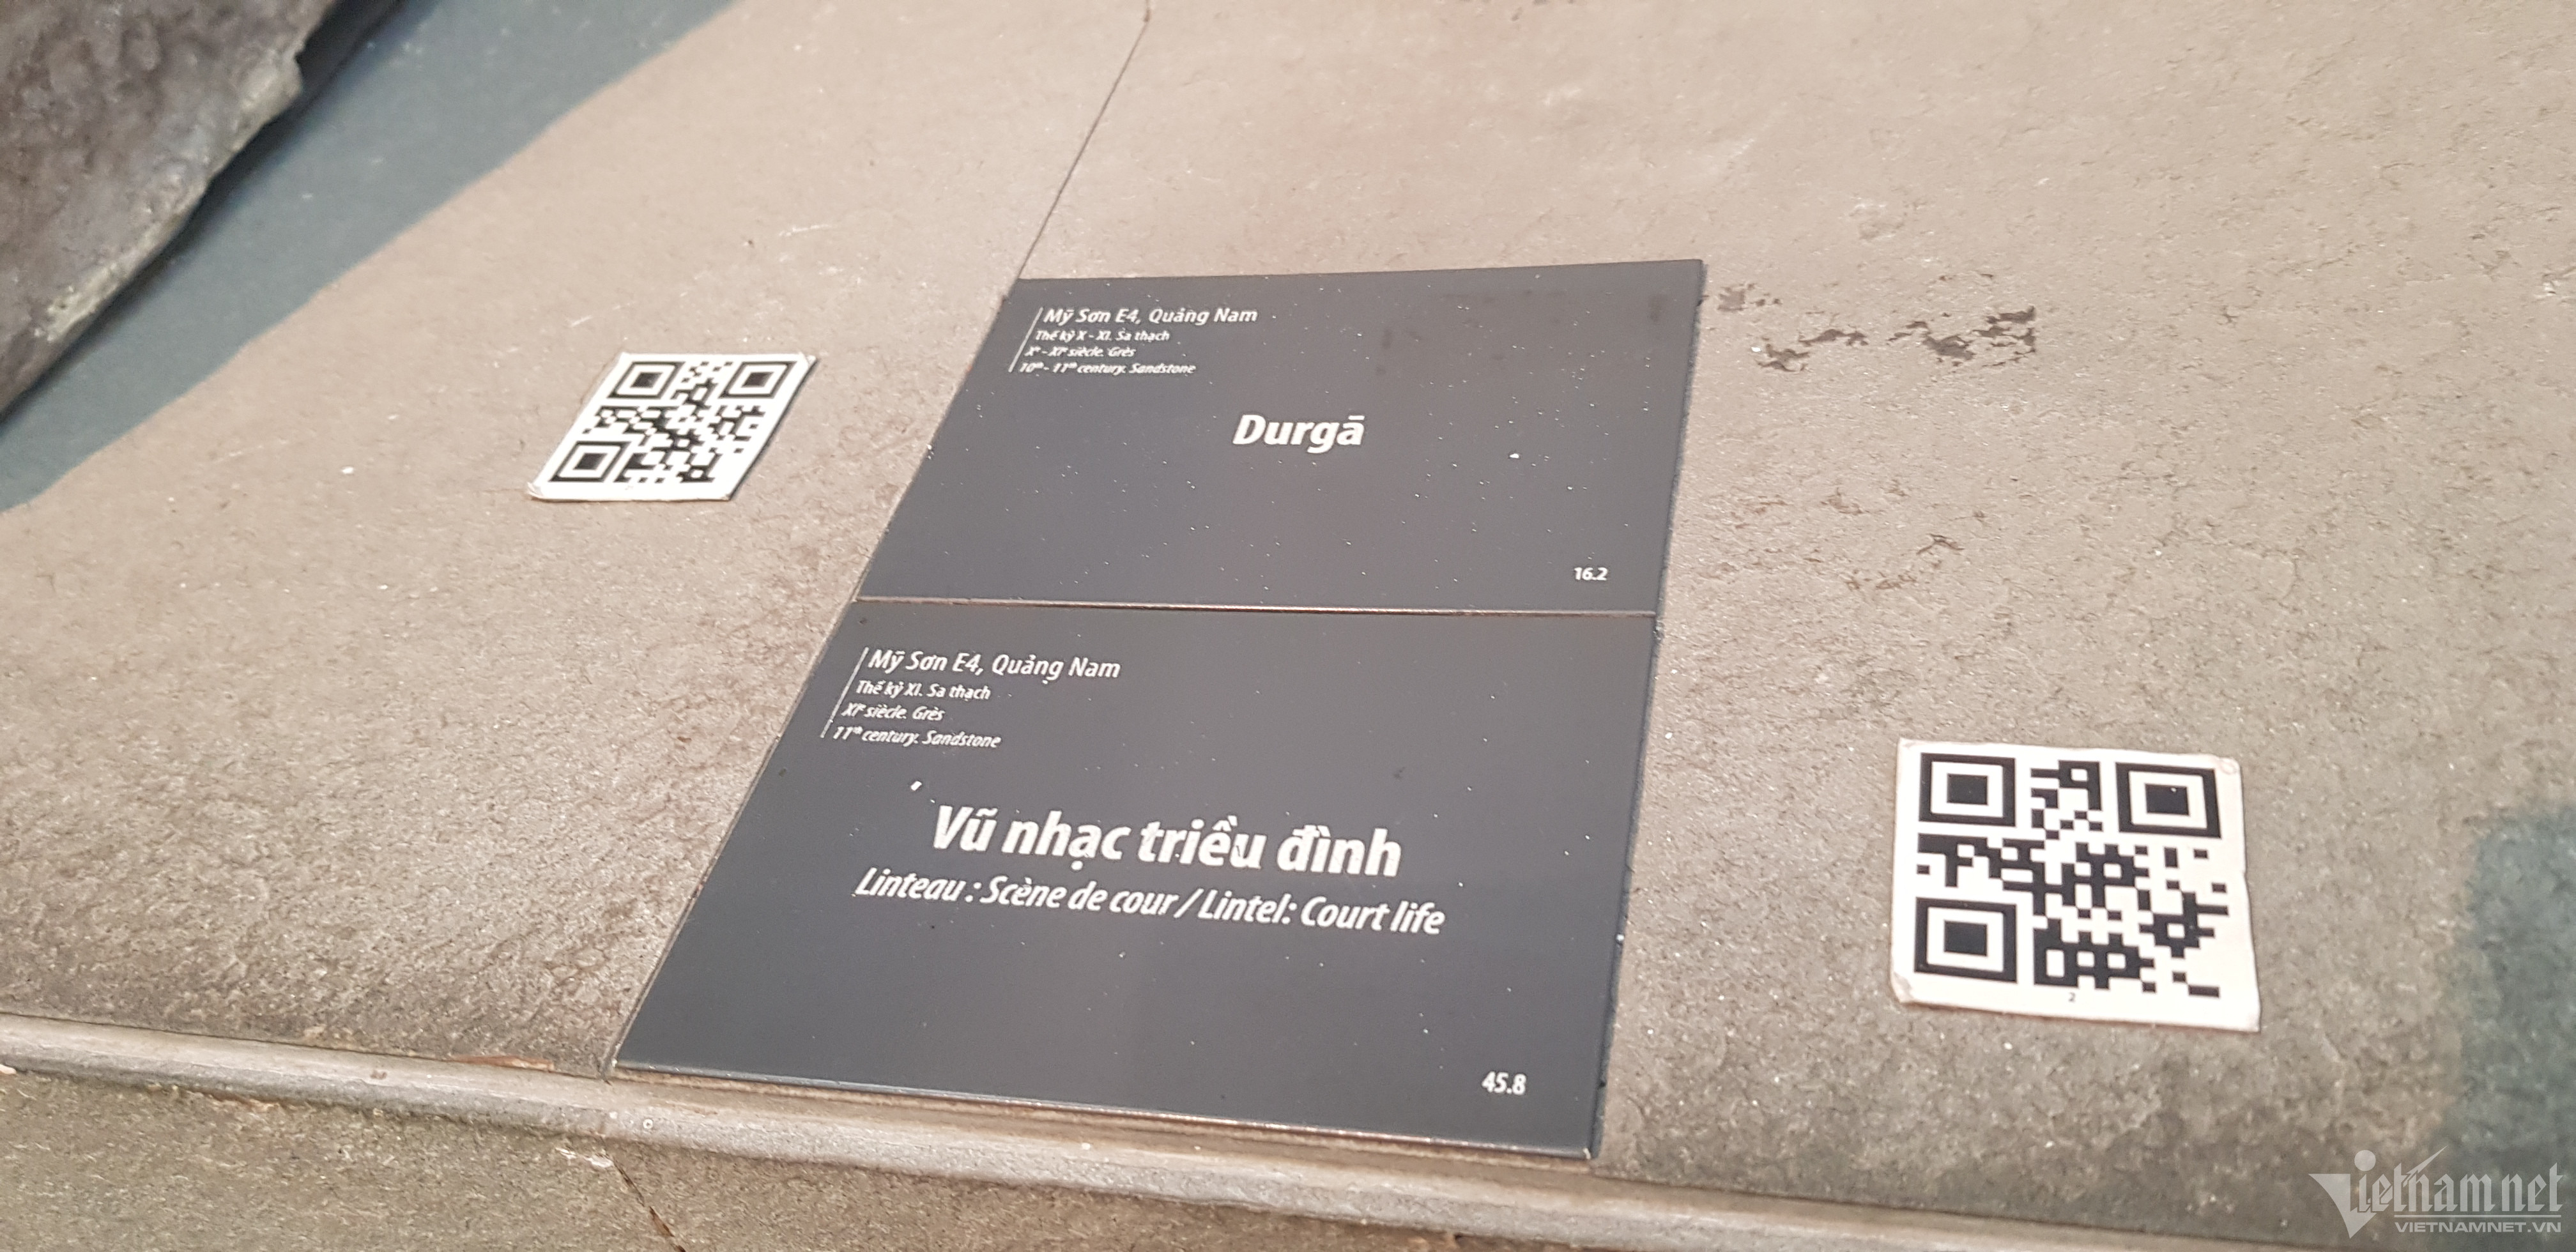 Mỹ Sơn E4, Quảng Nam
Thế kỷ X - XI. Sa thạch
Xe - XIe siècle. Grès
10th - 11th century. Sandstone
Durgā
16.2
Mỹ Sơn E4, Quảng Nam
Thế kỷ XI. Sa thạch
XIe siècle. Grès
11th century. Sandstone
Vũ nhạc triều đình
Linteau : Scène de cour / Lintel: Court life
45.8
2
Vietnamnet
VIETNAMNET.VN